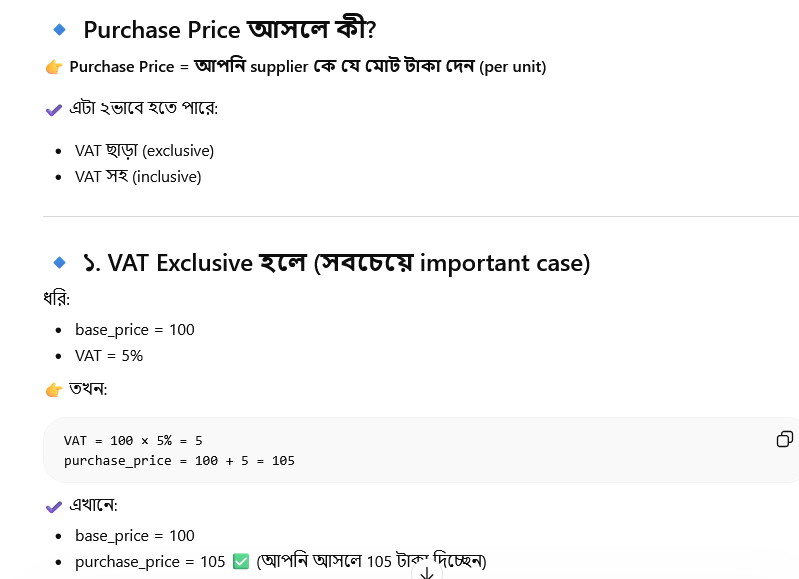 🔹 Purchase Price আসলে কী?
👉 Purchase Price = আপনি supplier কে যে মোট টাকা দেন (per unit)
✔ এটা ২ভাবে হতে পারে:
• VAT ছাড়া (exclusive)
• VAT সহ (inclusive)
🔹 ১. VAT Exclusive হলে (সবচেয়ে important case)
ধরি:
• base_price = 100
• VAT = 5%
👉 তখন:
VAT = 100 × 5% = 5
purchase_price = 100 + 5 = 105
✔ এখানে:
• base_price = 100
• purchase_price = 105 ✅ (আপনি আসলে 105 টাকা দিচ্ছেন)